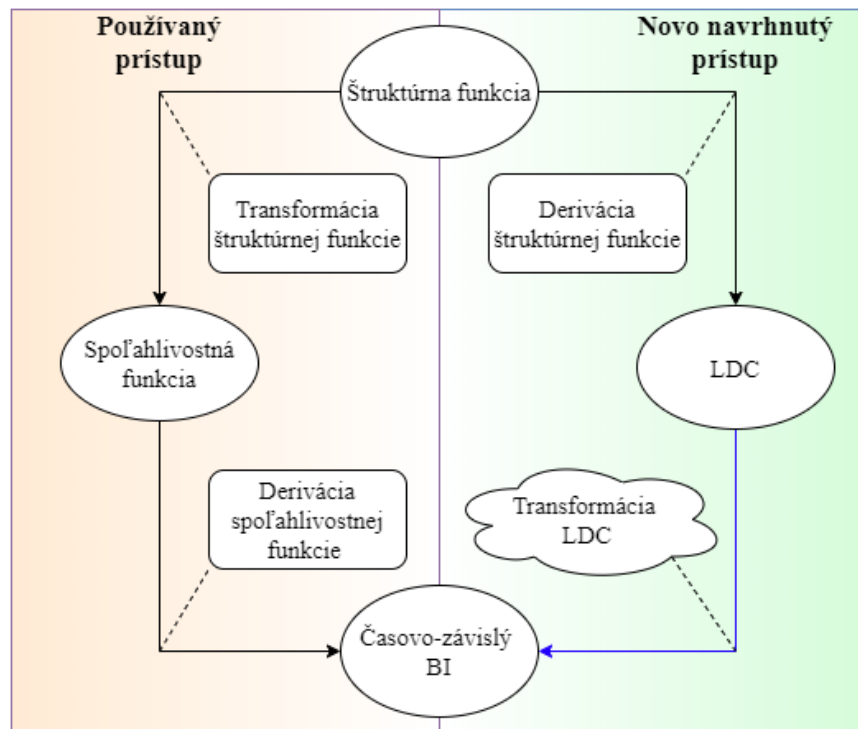 Používaný
prístup
Novo navrhnutý
prístup
Štruktúrna funkcia
Transformácia
štruktúrnej funkcie
Derivácia
štruktúrnej funkcie
Spoľahlivostná
funkcia
LDC
Derivácia
spoľahlivostnej
funkcie
Transformácia
LDC
Časovo-závislý
BI